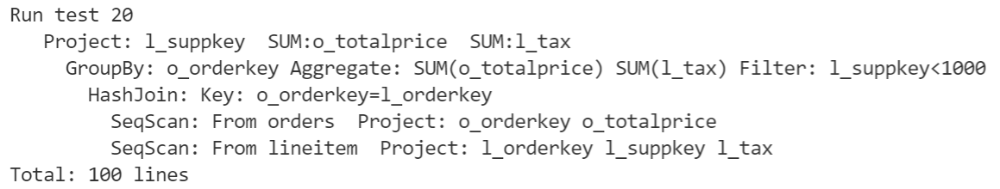 Run test 20
   Project: l_suppkey  SUM:o_totalprice  SUM:l_tax
     GroupBy: o_orderkey Aggregate: SUM(o_totalprice) SUM(l_tax) Filter: l_suppkey<1000
       HashJoin: Key: o_orderkey=l_orderkey
         SeqScan: From orders  Project: o_orderkey o_totalprice
         SeqScan: From lineitem  Project: l_orderkey l_suppkey l_tax
Total: 100 lines